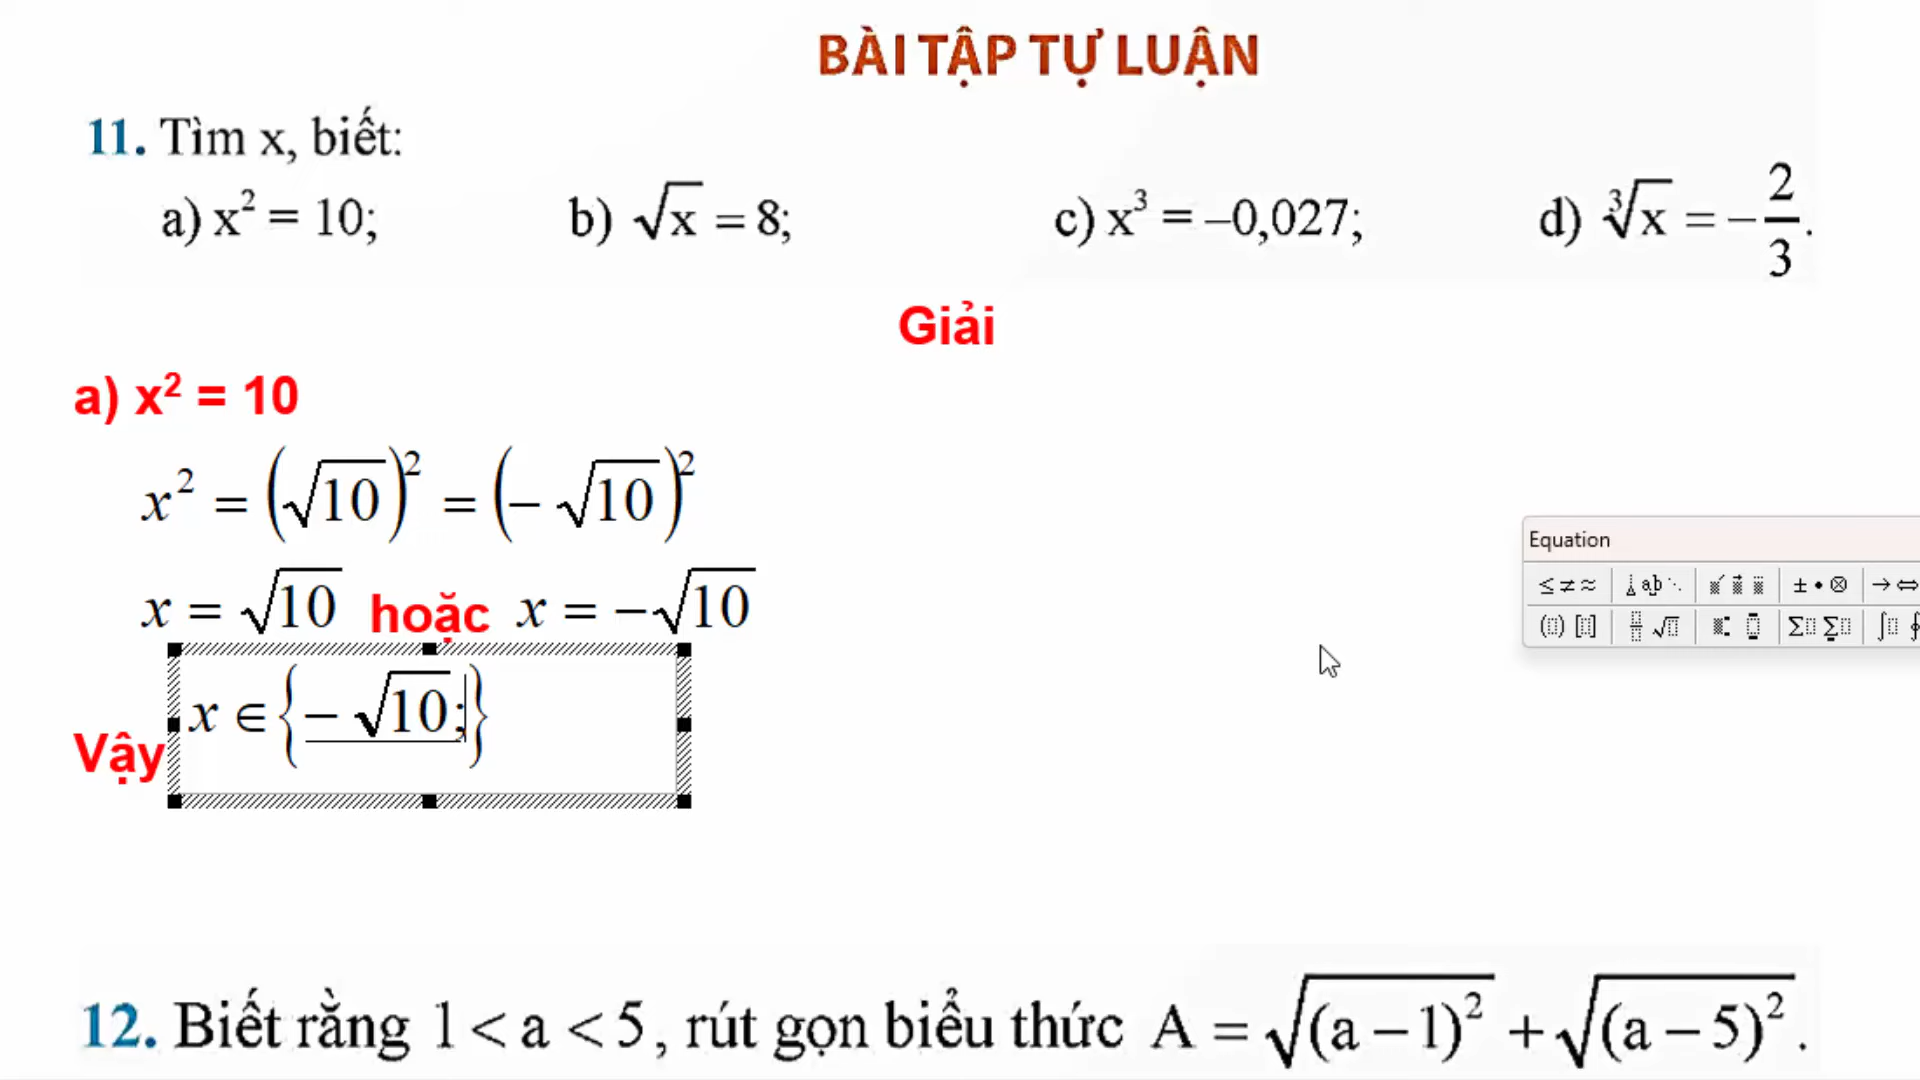 BÀI TẬP TỰ LUẬN
11. Tìm x, biết:
a) x² = 10; b) √x = 8; c) x³ = –0,027; d) ∛x = –2/3.
Giải
a) x² = 10
x² = (√10)² = (–√10)²
x = √10 hoặc x = –√10
Vậy x ∈ {–√10;}
Equation
12. Biết rằng 1 < a < 5, rút gọn biểu thức A = √(a – 1)² + √(a – 5)².